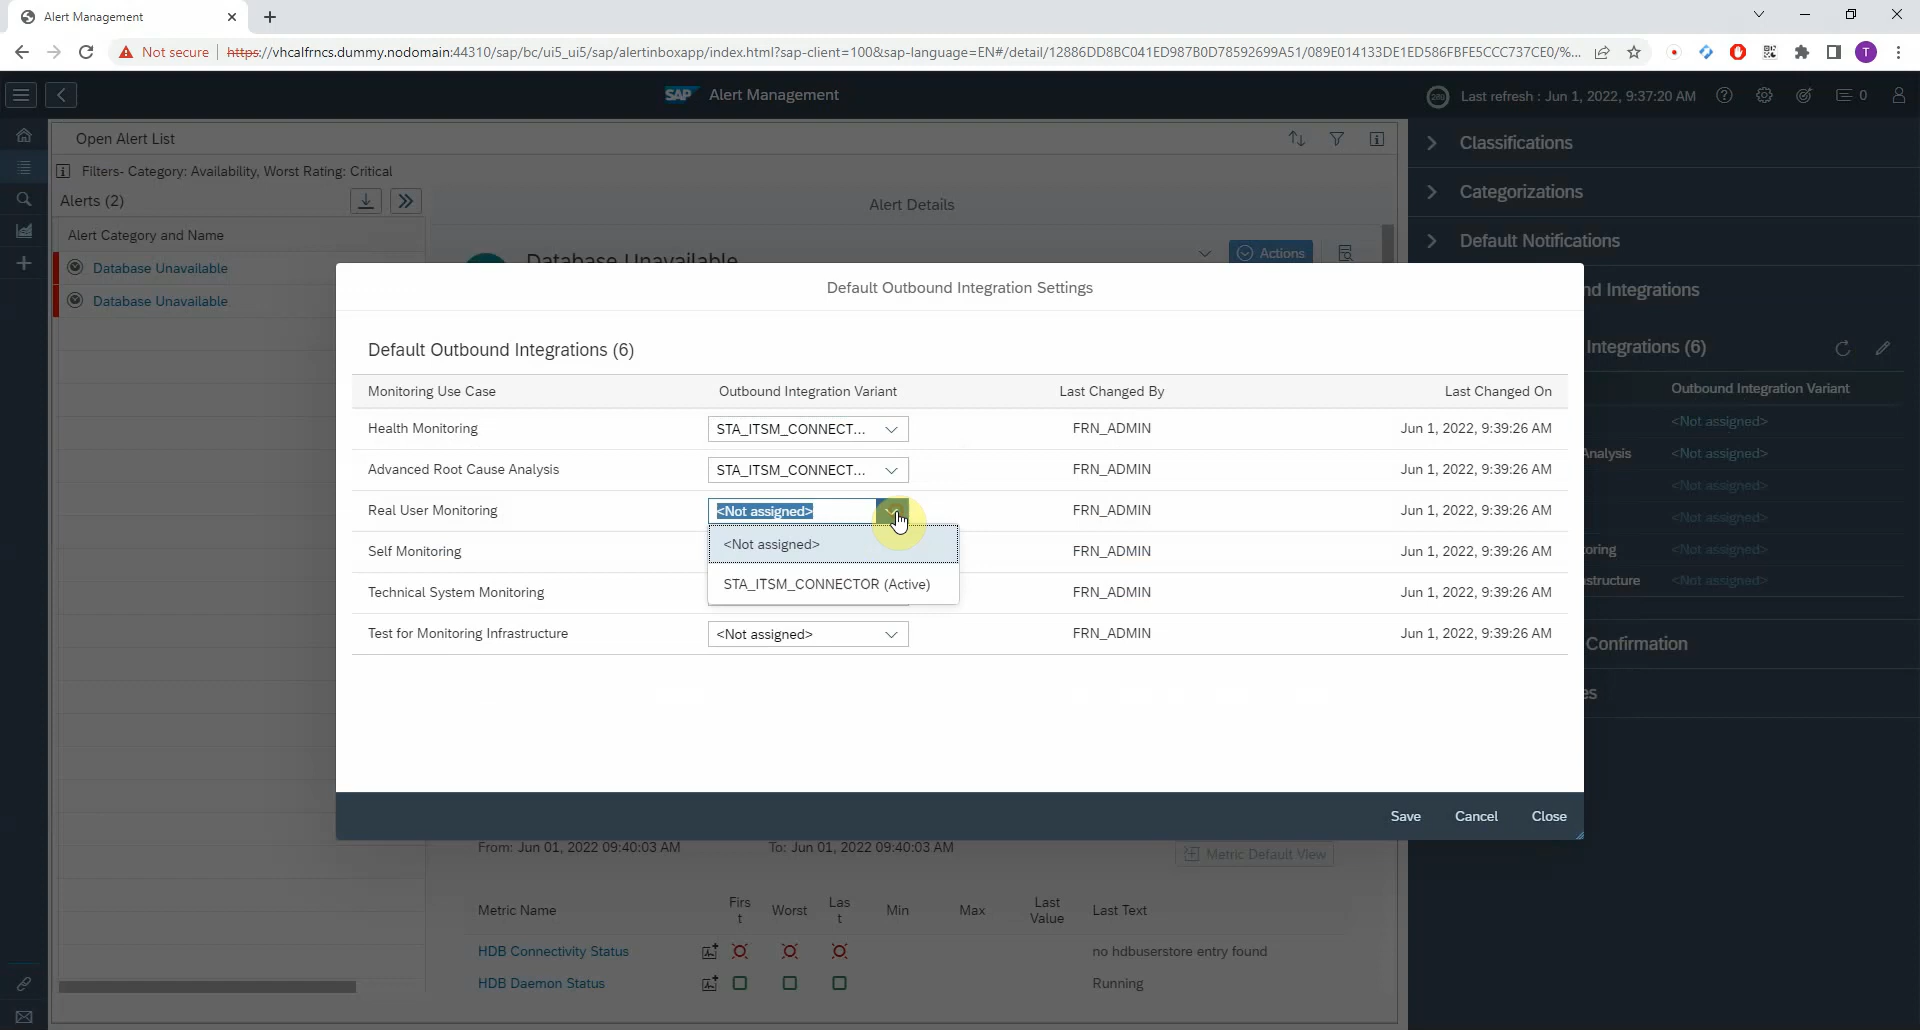 Alert Management
Not secure https://vhcalfrncs.dummy.nodomain:44310/sap/bc/ui5_ui5/sap/alertinboxapp/index.html?sap-client=100&sap-language=EN#/detail/12886DD8BC041ED987B0D78592699A51/089E014133DE1ED586FBFE5CCC737CE0/%...
T
SAP Alert Management
Last refresh : Jun 1, 2022, 9:37:20 AM
0
Open Alert List
Filters- Category: Availability, Worst Rating: Critical
Alerts (2)
Alert Details
Alert Category and Name
Database Unavailable
Database Unavailable
Database Unavailable
Actions
Classifications
Categorizations
Default Notifications
nd Integrations
Integrations (6)
Outbound Integration Variant
<Not assigned>
Analysis <Not assigned>
<Not assigned>
<Not assigned>
toring <Not assigned>
structure <Not assigned>
Confirmation
es
Default Outbound Integration Settings
Default Outbound Integrations (6)
Monitoring Use Case Outbound Integration Variant Last Changed By Last Changed On
Health Monitoring STA_ITSM_CONNECT... FRN_ADMIN Jun 1, 2022, 9:39:26 AM
Advanced Root Cause Analysis STA_ITSM_CONNECT... FRN_ADMIN Jun 1, 2022, 9:39:26 AM
Real User Monitoring <Not assigned> FRN_ADMIN Jun 1, 2022, 9:39:26 AM
<Not assigned>
STA_ITSM_CONNECTOR (Active)
Self Monitoring FRN_ADMIN Jun 1, 2022, 9:39:26 AM
Technical System Monitoring FRN_ADMIN Jun 1, 2022, 9:39:26 AM
Test for Monitoring Infrastructure <Not assigned> FRN_ADMIN Jun 1, 2022, 9:39:26 AM
Save Cancel Close
From: Jun 01, 2022 09:40:03 AM To: Jun 01, 2022 09:40:03 AM
Metric Default View
Metric Name First Worst Last Min Max Last Value Last Text
HDB Connectivity Status no hdbuserstore entry found
HDB Daemon Status Running